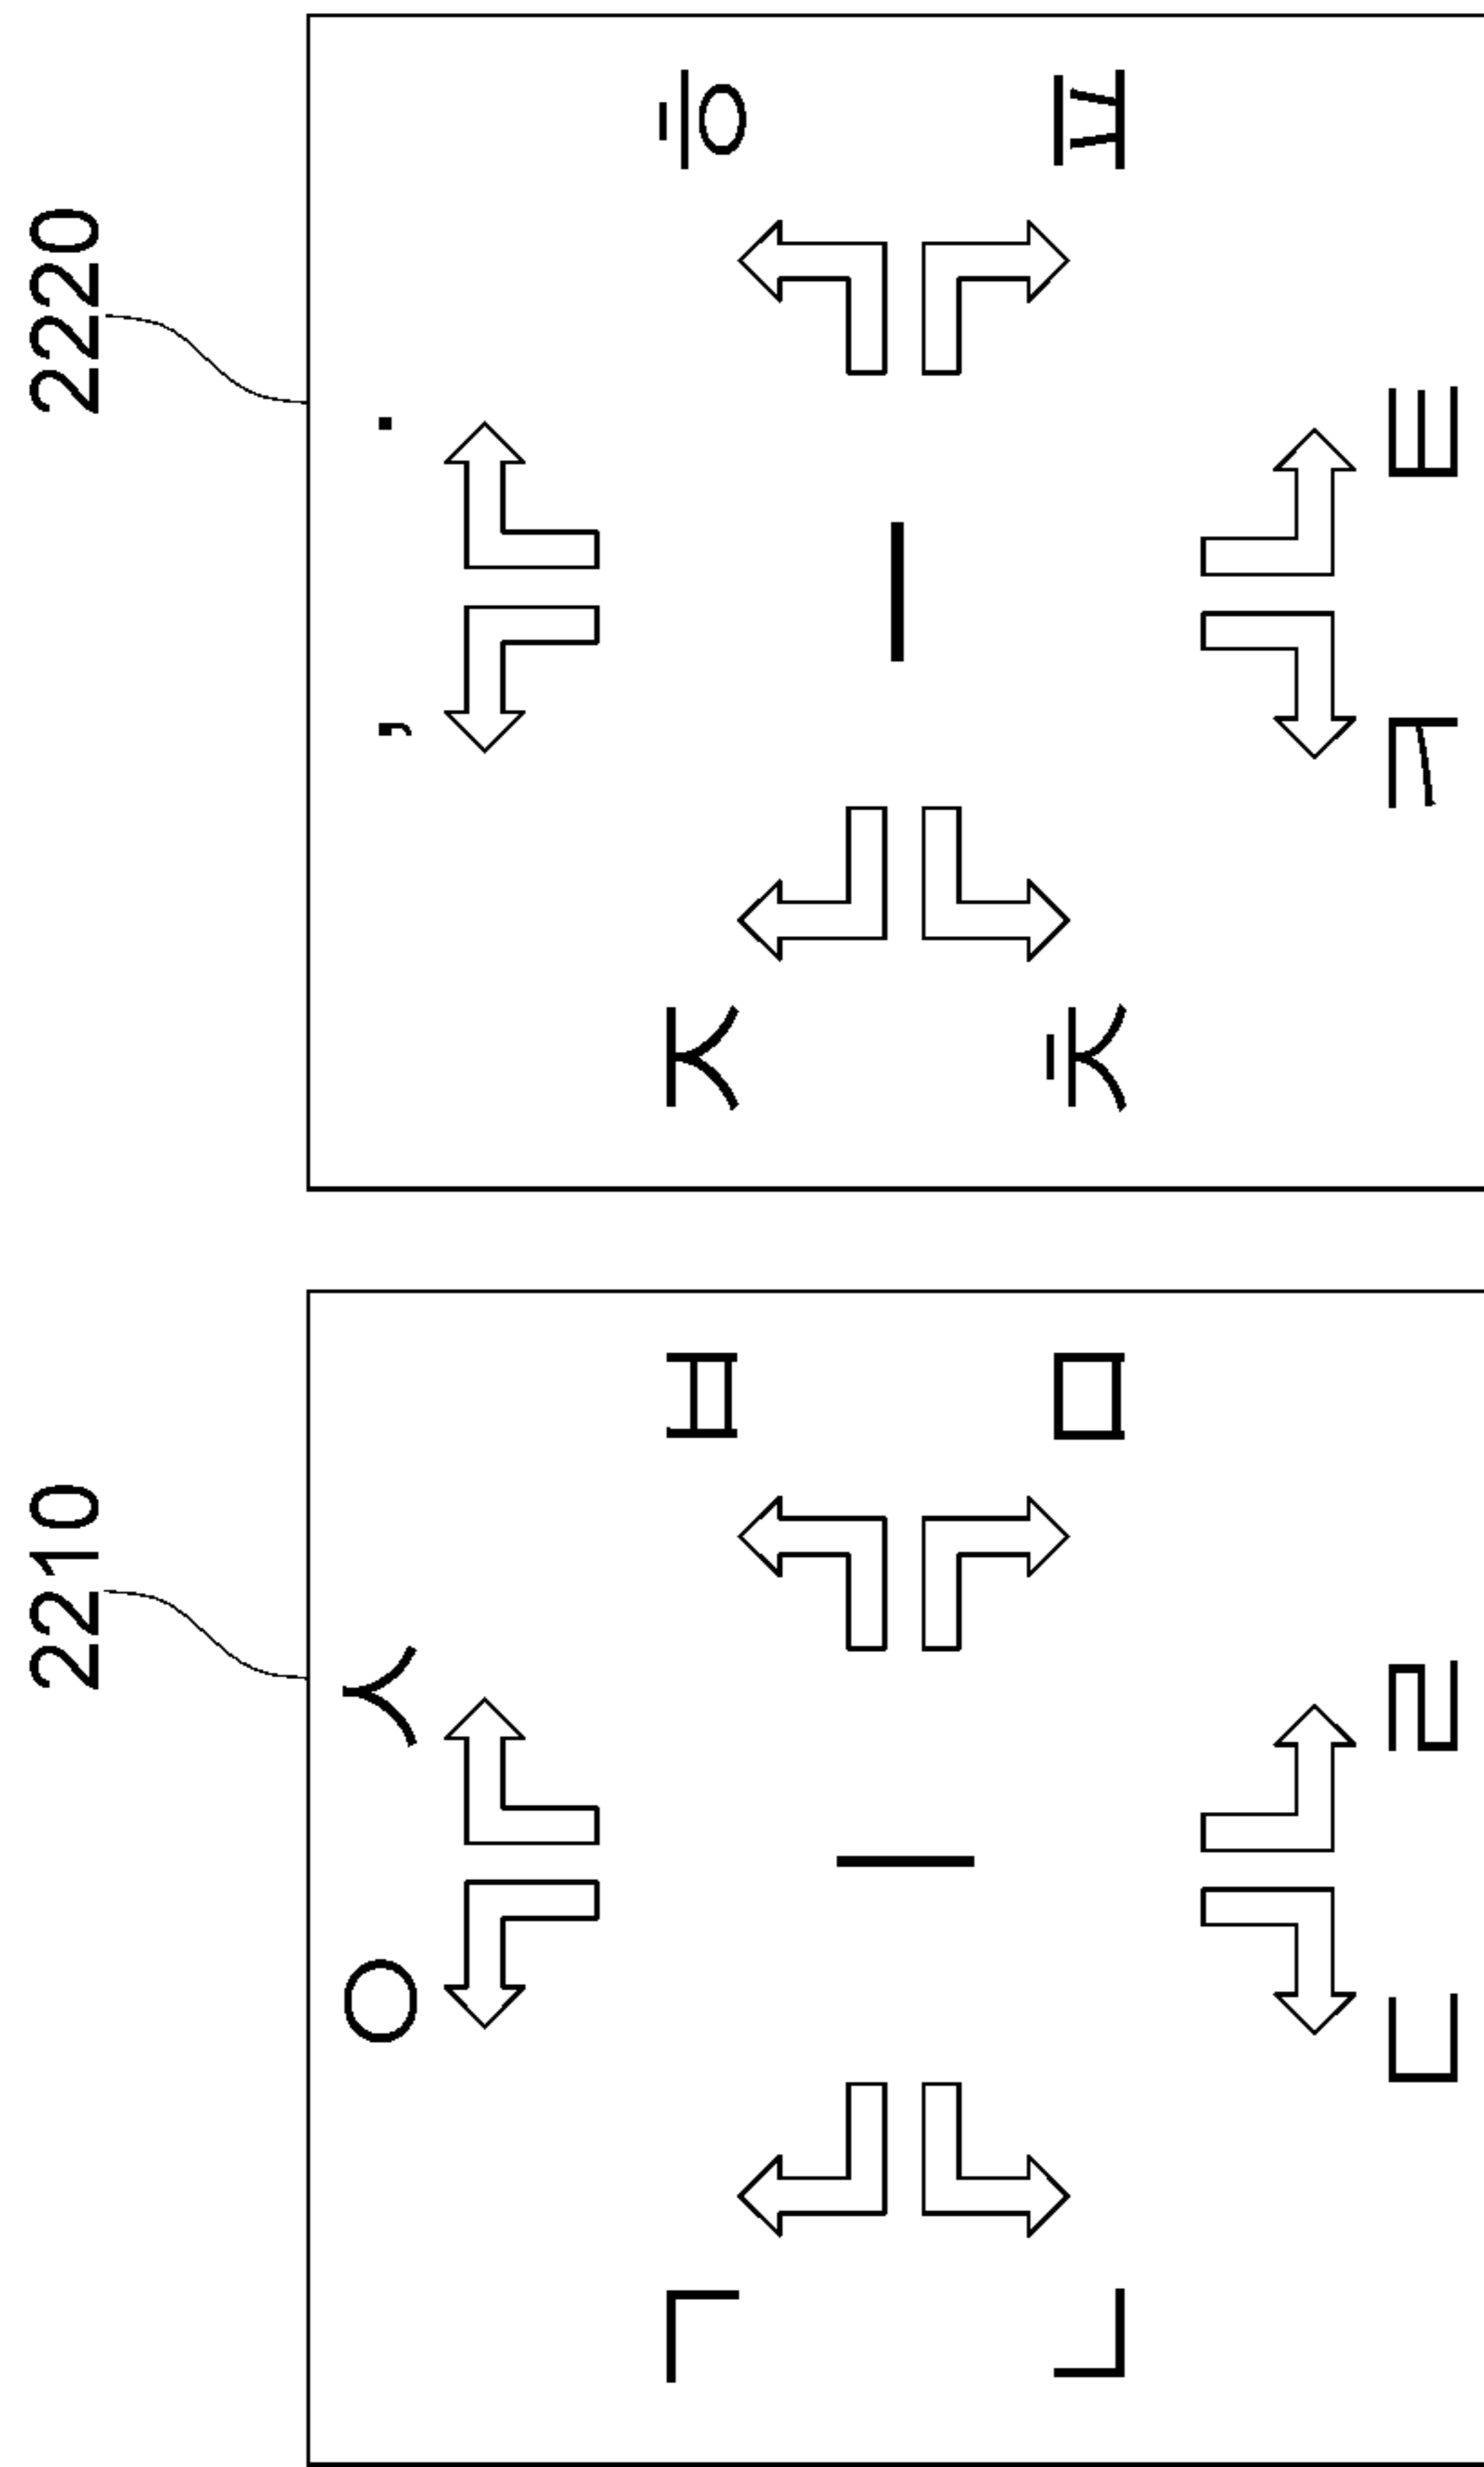 2210
ㅇ ㅅ
ㄱ ㅂ
ㅣ
ㄴ ㅁ
ㄷ ㄹ
2220
, .
ㅈ ㅎ
ㅡ
ㅊ ㅍ
ㅋ ㅌ